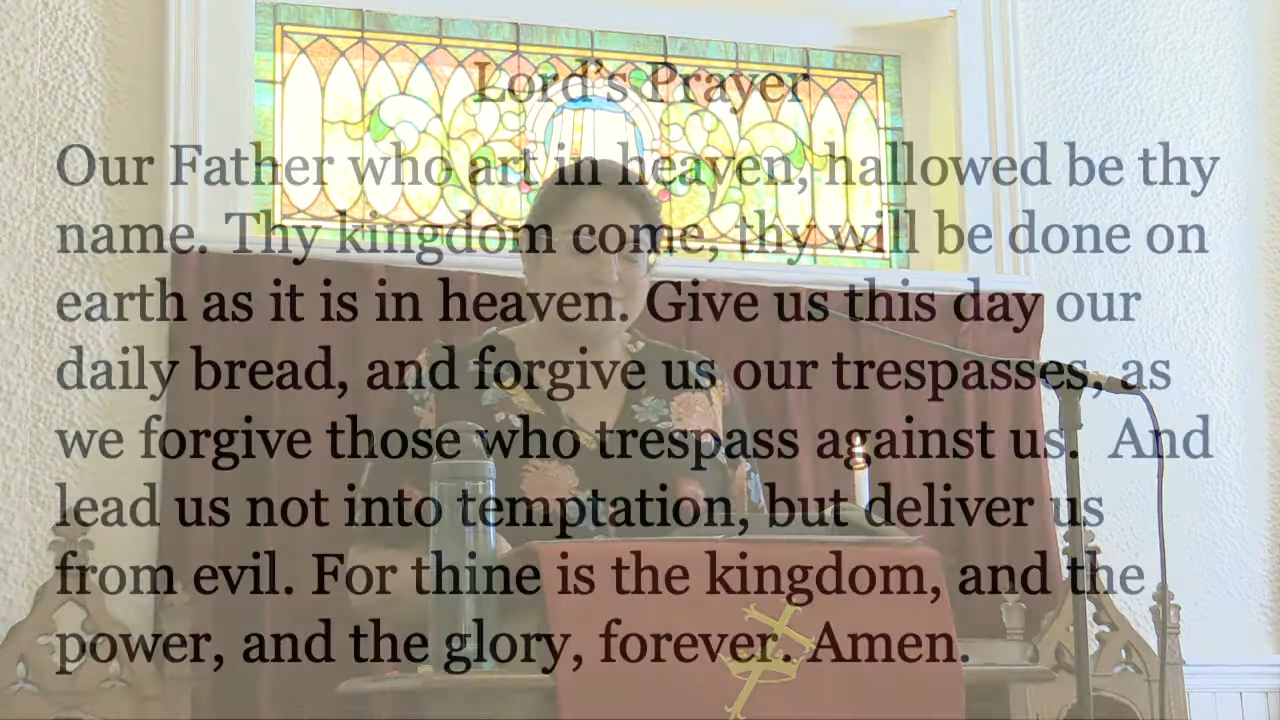 Lord's Prayer
Our Father who art in heaven, hallowed be thy
name. Thy kingdom come, thy will be done on
earth as it is in heaven. Give us this day our
daily bread, and forgive us our trespasses, as
we forgive those who trespass against us.  And
lead us not into temptation, but deliver us
from evil. For thine is the kingdom, and the
power, and the glory, forever. Amen.